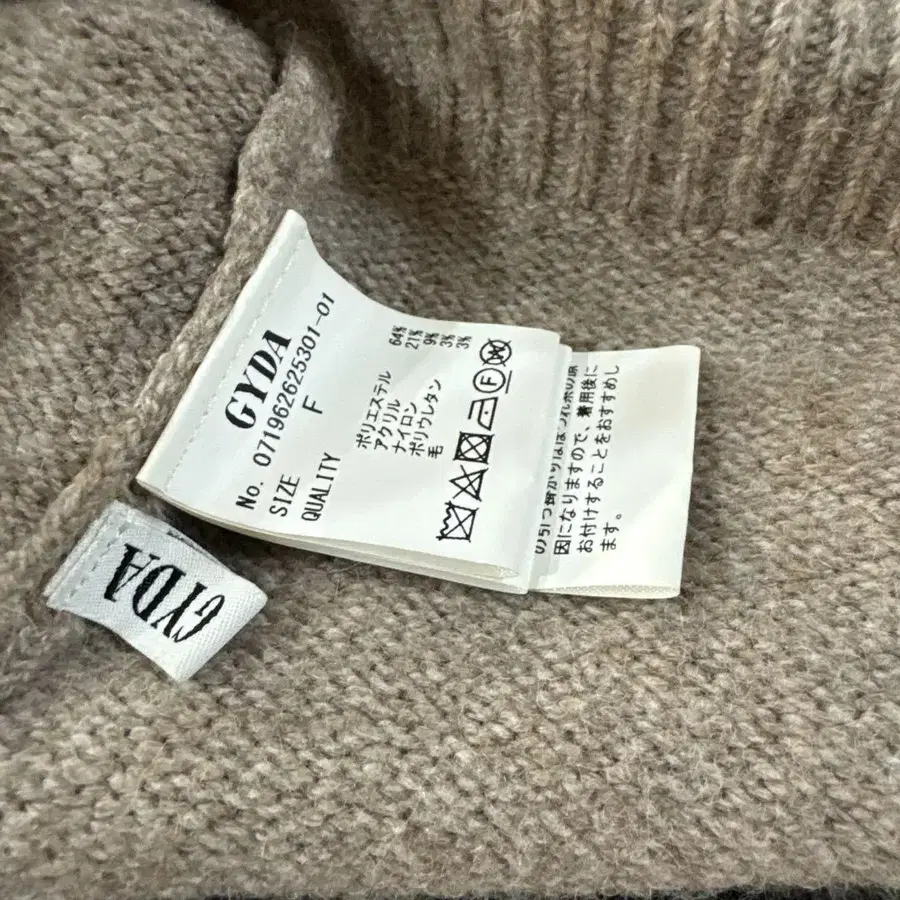 GYDA
No. 071962625301-01
SIZE F
QUALITY
ポリエステル 64%
アクリル 21%
ナイロン 9%
ポリウレタン 3%
毛 3%
F
W
因になりますので、着用後に
お付けすることをおすすめし
ます。
GYDA